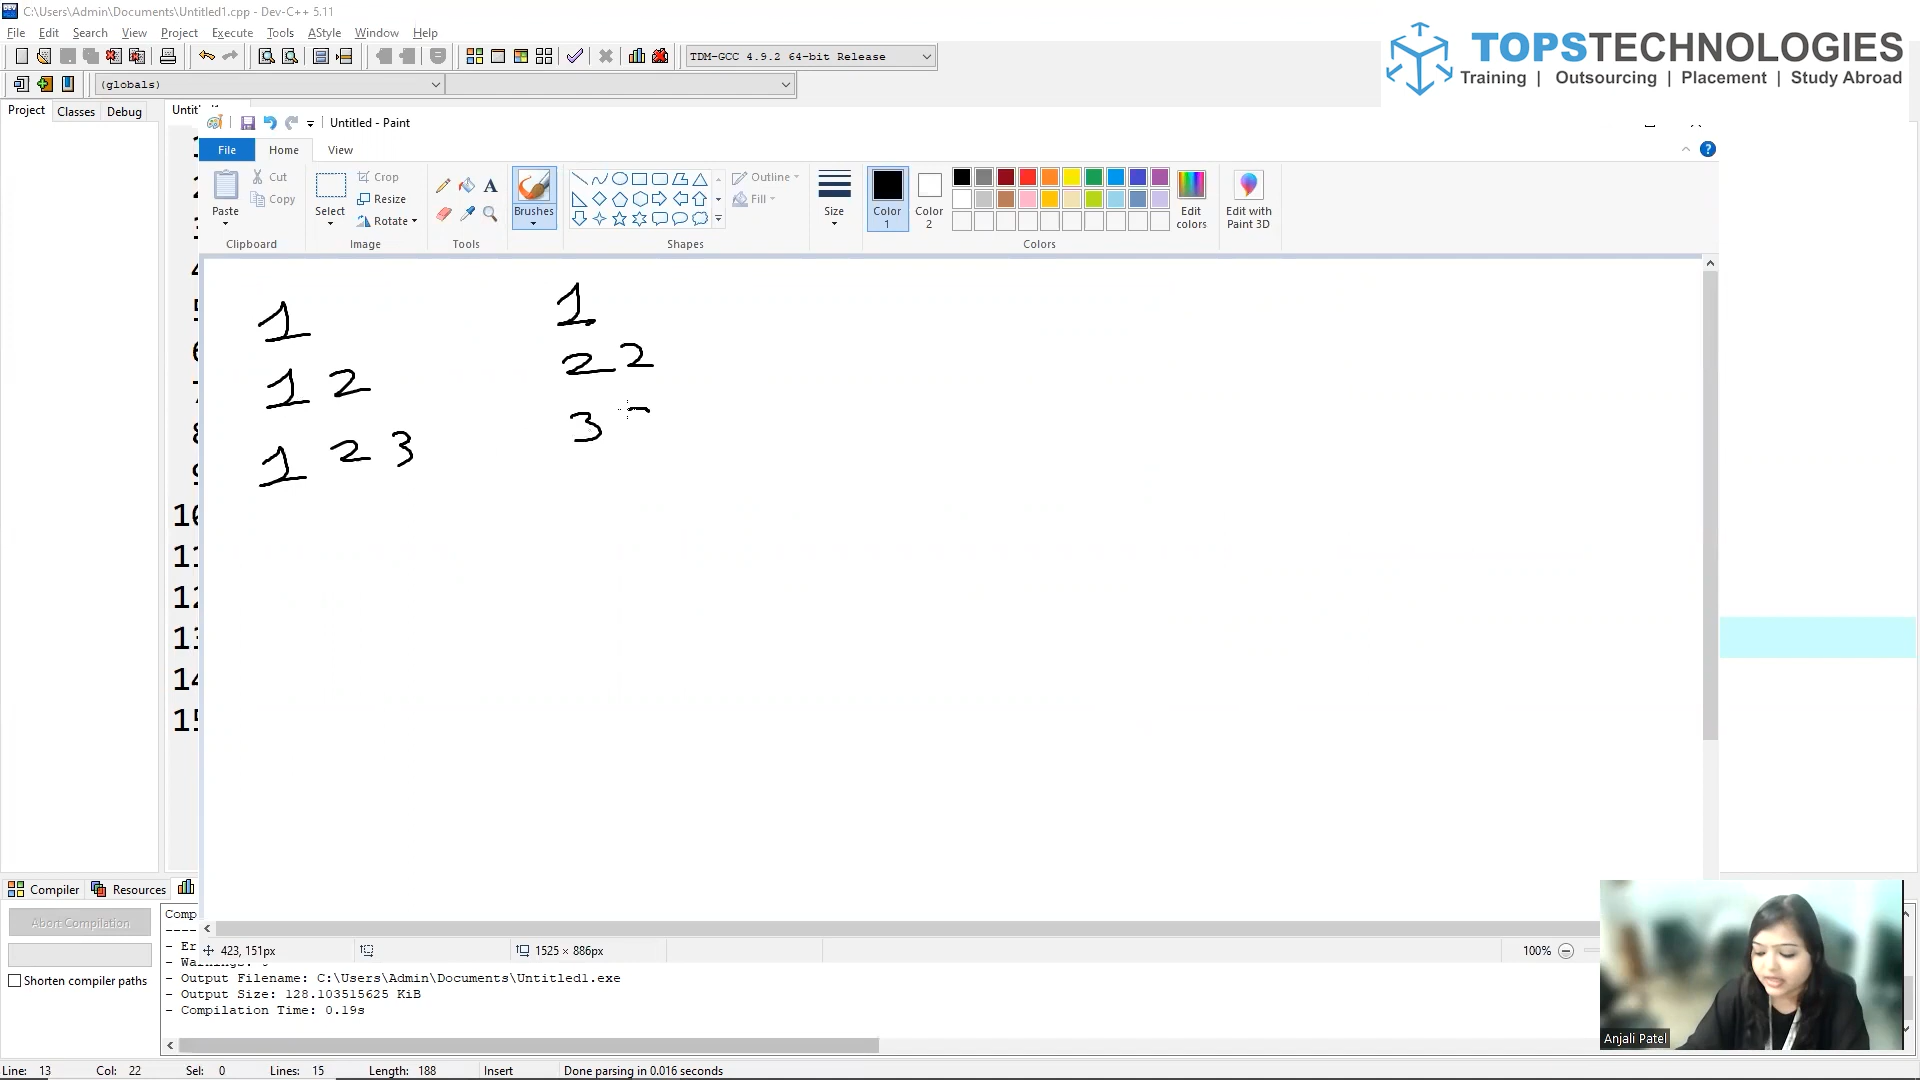 C:\Users\Admin\Documents\Untitled1.cpp - Dev-C++ 5.11
File Edit Search View Project Execute Tools AStyle Window Help
TDM-GCC 4.9.2 64-bit Release
(globals)
TOPSTECHNOLOGIES
Training | Outsourcing | Placement | Study Abroad
Project Classes Debug
Untitled - Paint
File Home View
Paste
Cut
Copy
Clipboard
Select
Crop
Resize
Rotate
Image
Tools
Brushes
Outline
Fill
Shapes
Size
Color 1
Color 2
Edit colors
Colors
Edit with Paint 3D
1
1 2
1 2 3
1
2 2
3
10
11
12
13
14
15
423, 151px
1525 × 886px
100%
Compiler Resources
Abort Compilation
Shorten compiler paths
- Output Filename: C:\Users\Admin\Documents\Untitled1.exe
- Output Size: 128.103515625 KiB
- Compilation Time: 0.19s
Anjali Patel
Line: 13 Col: 22 Sel: 0 Lines: 15 Length: 188 Insert Done parsing in 0.016 seconds